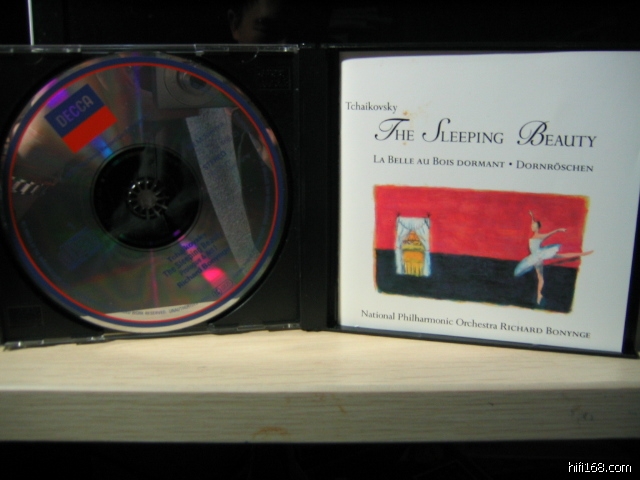 DECCA
Tchaikovsky
THE SLEEPING BEAUTY
LA BELLE AU BOIS DORMANT • DORNRÖSCHEN
National Philharmonic Orchestra RICHARD BONYNGE
hifi168.com